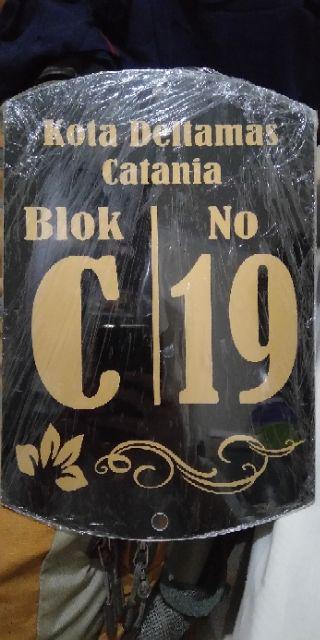 Kota Deltamas
Catania
Blok No
C 19